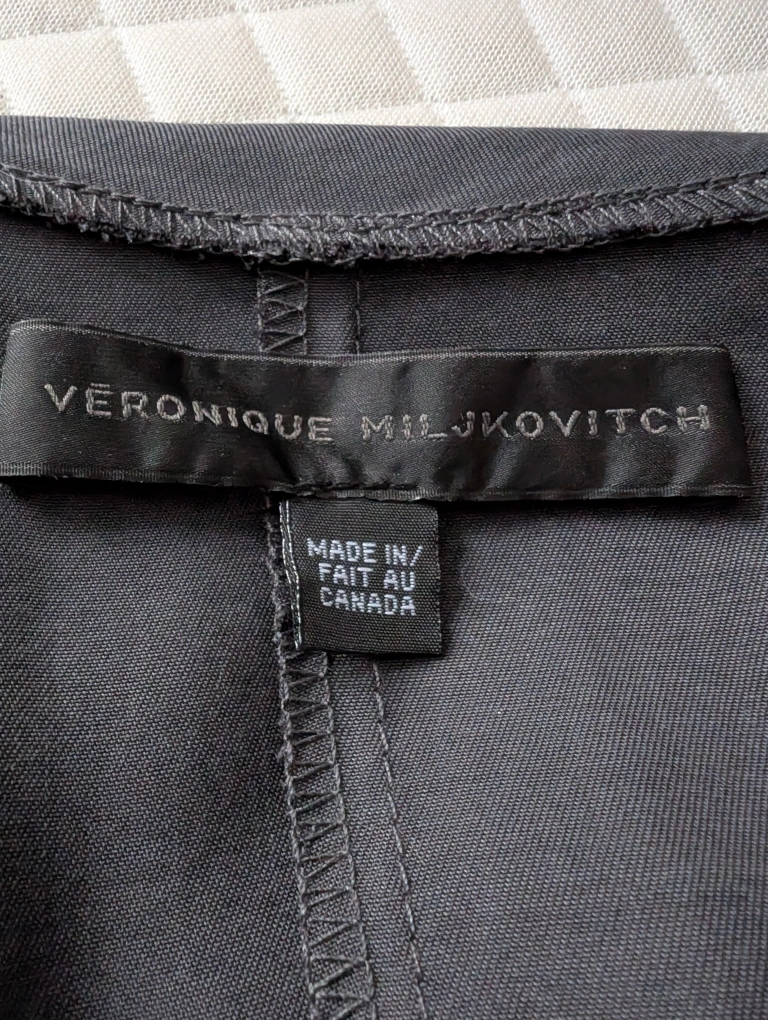 VÉRONIQUE MILJKOVITCH
MADE IN/
FAIT AU
CANADA